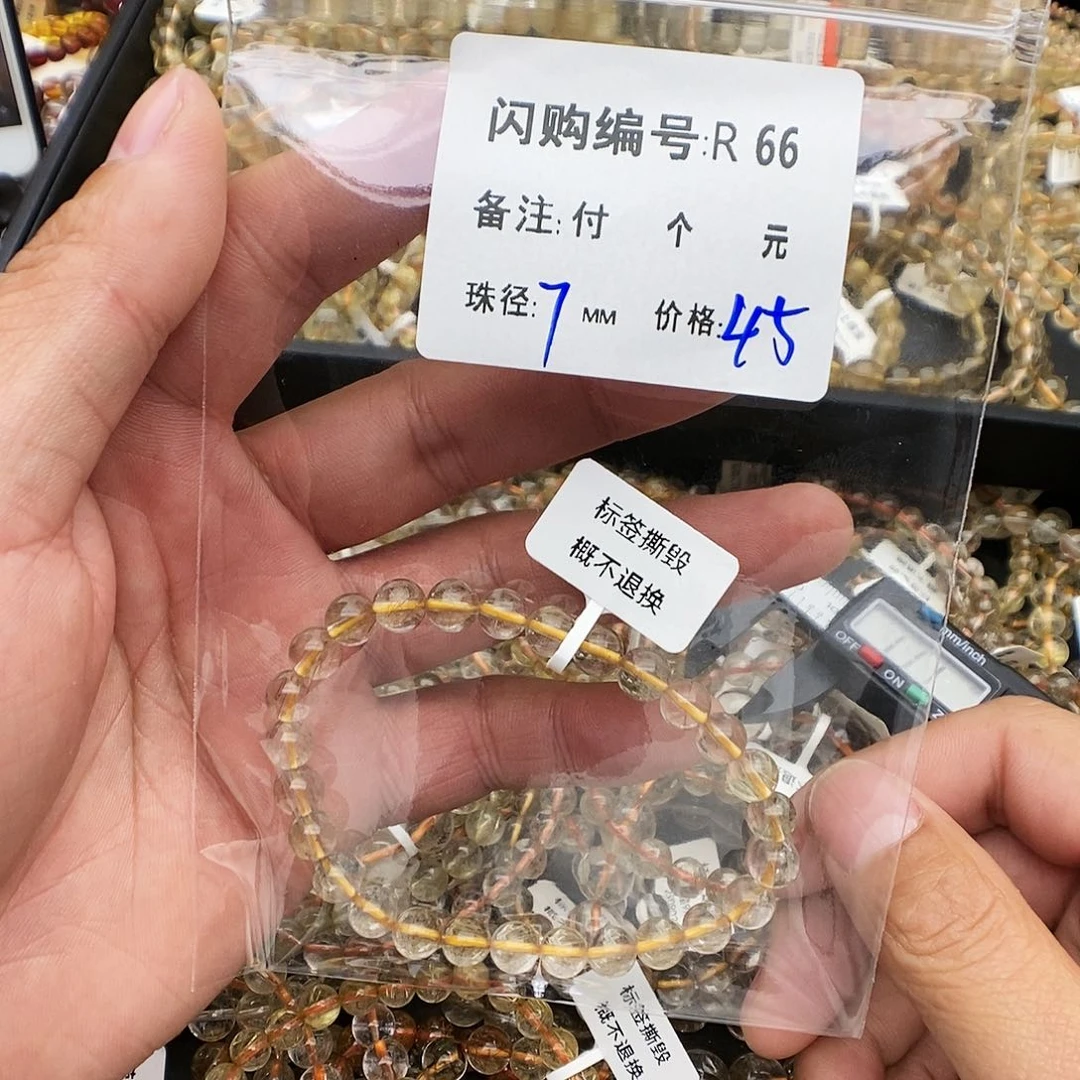 闪购编号:R 66
备注:付 个 元
珠径:7 MM 价格:45
标签撕毁
概不退换
OFF
ON
mm/inch
标签撕毁
概不退换